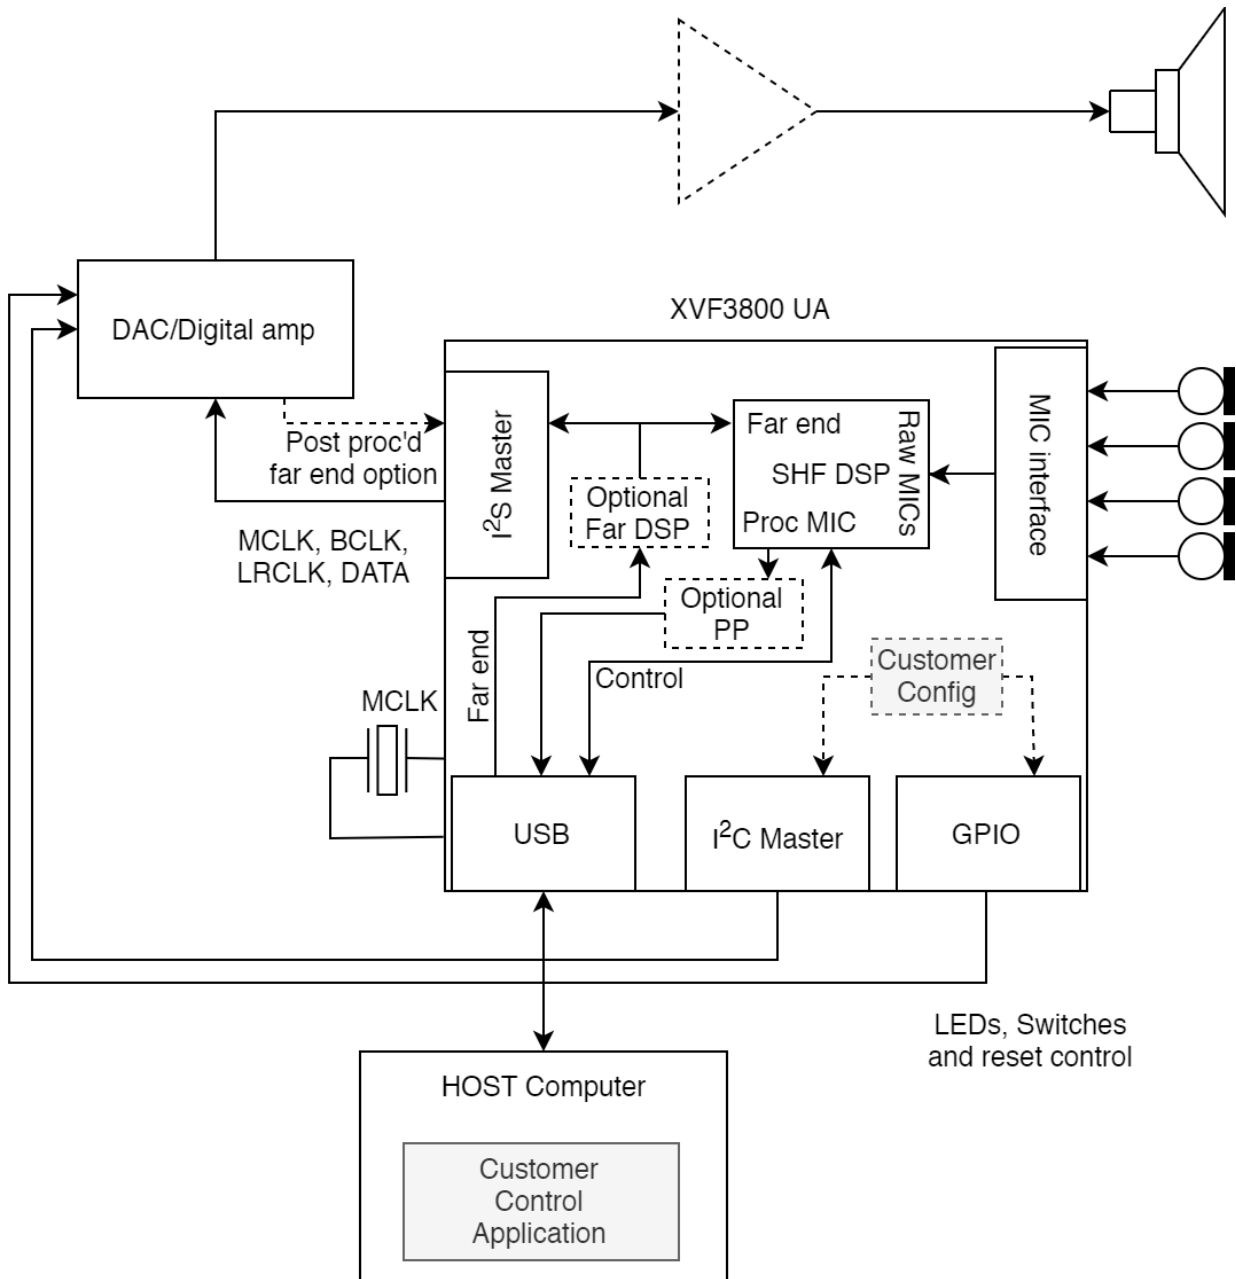 XVF3800 UA
DAC/Digital amp
Post proc'd
far end option
MCLK, BCLK,
LRCLK, DATA
I²S Master
Far end
SHF DSP
Proc MIC
Raw MICs
MIC interface
Optional
Far DSP
Optional
PP
Far end
Control
Customer
Config
MCLK
USB
I²C Master
GPIO
LEDs, Switches
and reset control
HOST Computer
Customer
Control
Application